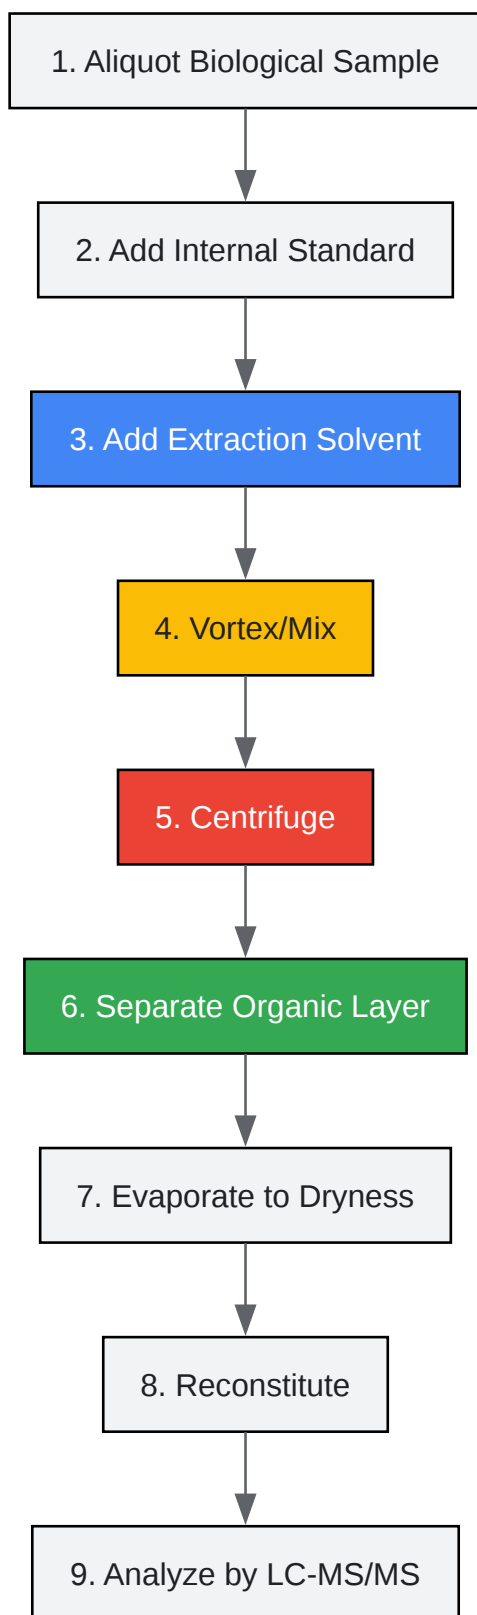 1. Aliquot Biological Sample
2. Add Internal Standard
3. Add Extraction Solvent
4. Vortex/Mix
5. Centrifuge
6. Separate Organic Layer
7. Evaporate to Dryness
8. Reconstitute
9. Analyze by LC-MS/MS